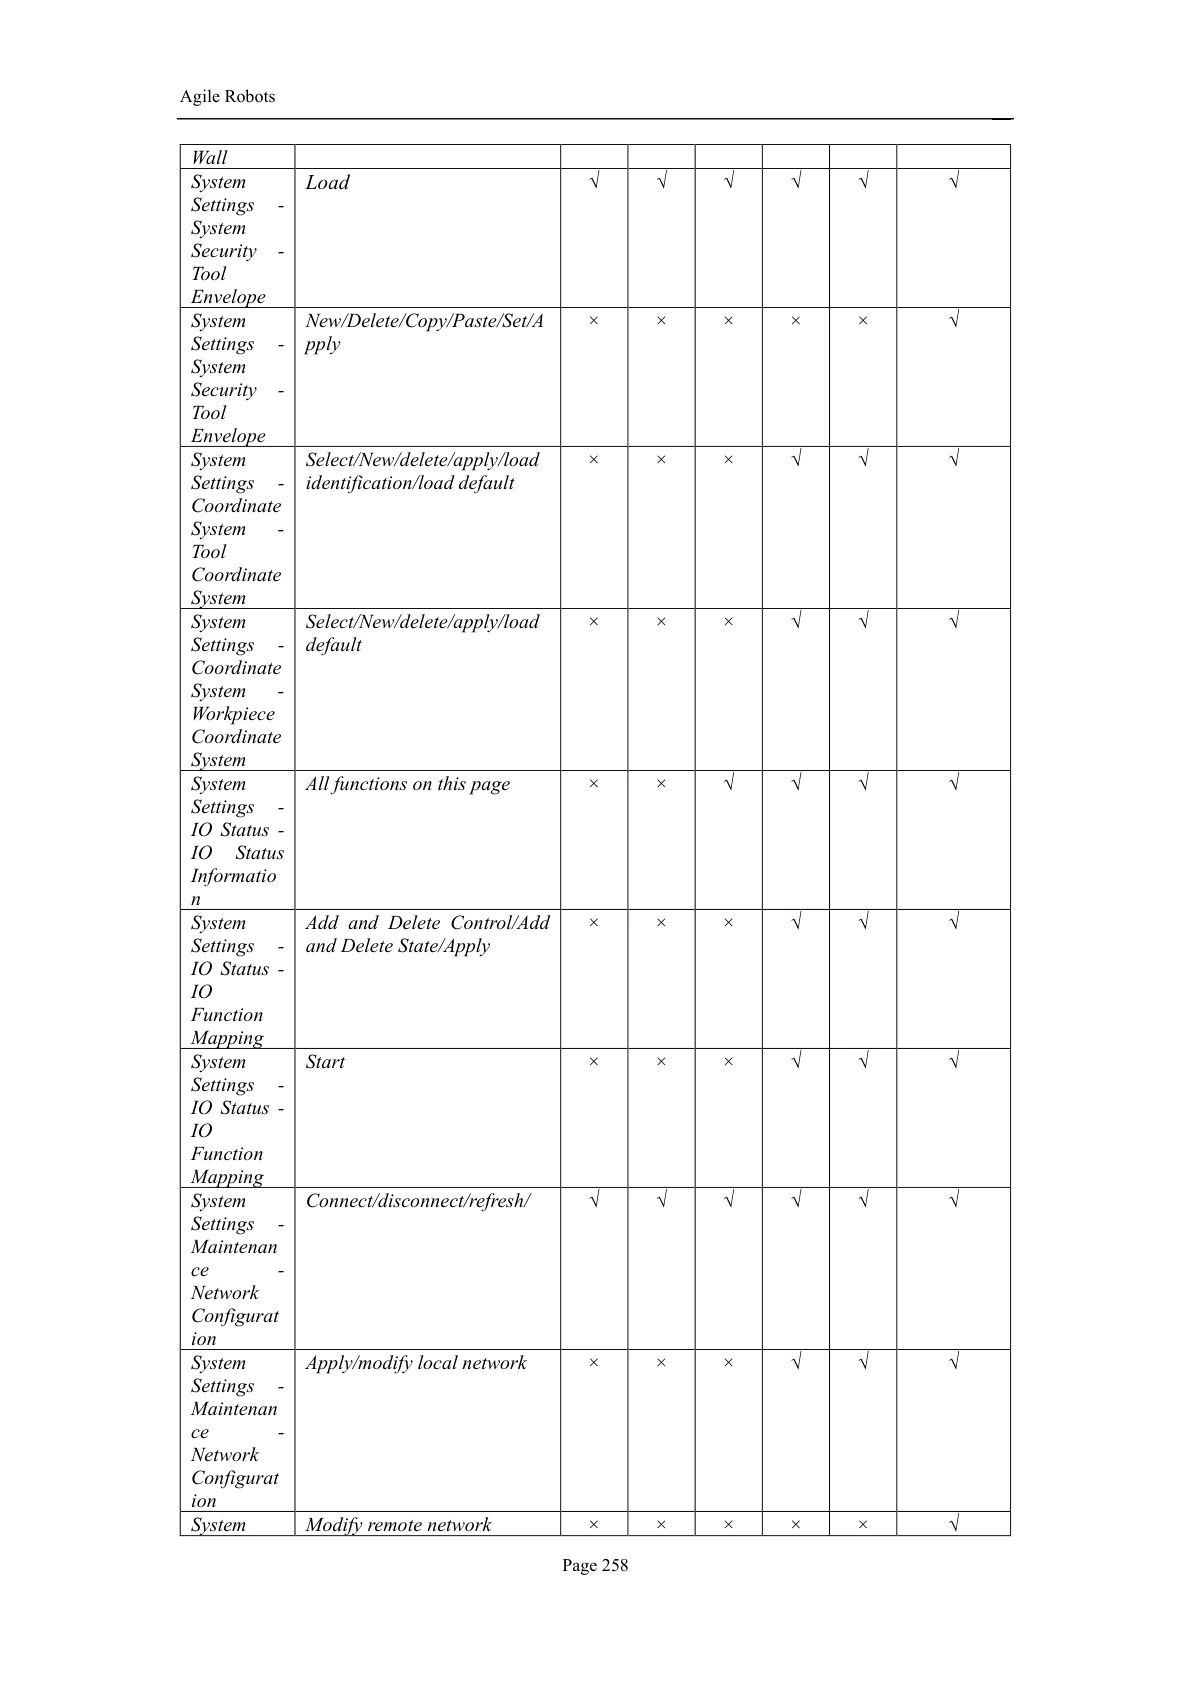 Agile Robots
Wall
System Load √ √ √ √ √ √
Settings -
System
Security -
Tool
Envelope
System New/Delete/Copy/Paste/Set/A × × × × × √
Settings - pply
System
Security -
Tool
Envelope
System Select/New/delete/apply/load × × × √ √ √
Settings - identification/load default
Coordinate
System -
Tool
Coordinate
System
System Select/New/delete/apply/load × × × √ √ √
Settings - default
Coordinate
System -
Workpiece
Coordinate
System
System All functions on this page × × √ √ √ √
Settings -
IO Status -
IO Status
Informatio
n
System Add and Delete Control/Add × × × √ √ √
Settings - and Delete State/Apply
IO Status -
IO
Function
Mapping
System Start × × × √ √ √
Settings -
IO Status -
IO
Function
Mapping
System Connect/disconnect/refresh/ √ √ √ √ √ √
Settings -
Maintenan
ce -
Network
Configurat
ion
System Apply/modify local network × × × √ √ √
Settings -
Maintenan
ce -
Network
Configurat
ion
System Modify remote network × × × × × √
Page 258